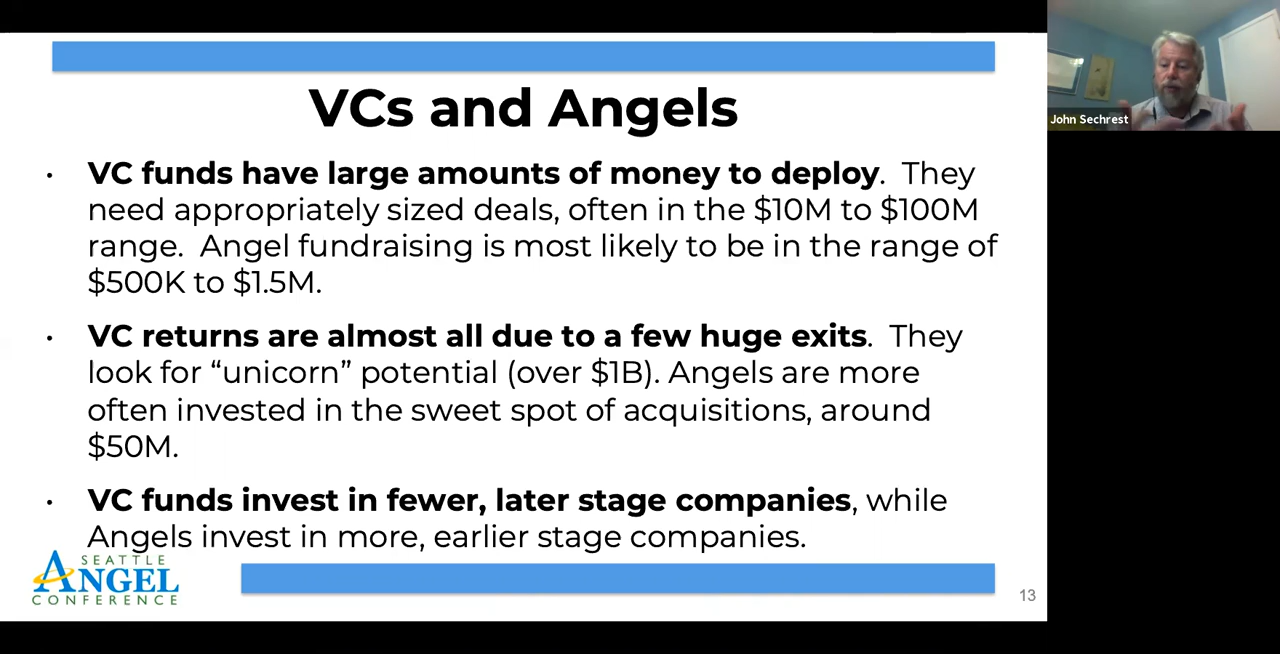 VCs and Angels
• VC funds have large amounts of money to deploy. They
need appropriately sized deals, often in the $10M to $100M
range. Angel fundraising is most likely to be in the range of
$500K to $1.5M.
• VC returns are almost all due to a few huge exits. They
look for “unicorn” potential (over $1B). Angels are more
often invested in the sweet spot of acquisitions, around
$50M.
• VC funds invest in fewer, later stage companies, while
Angels invest in more, earlier stage companies.
SEATTLE
ANGEL
CONFERENCE
13
John Sechrest